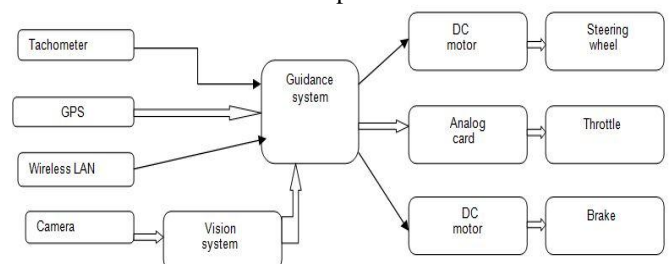 Tachometer
GPS
Wireless LAN
Camera
Vision
system
Guidance
system
DC
motor
Steering
wheel
Analog
card
Throttle
DC
motor
Brake